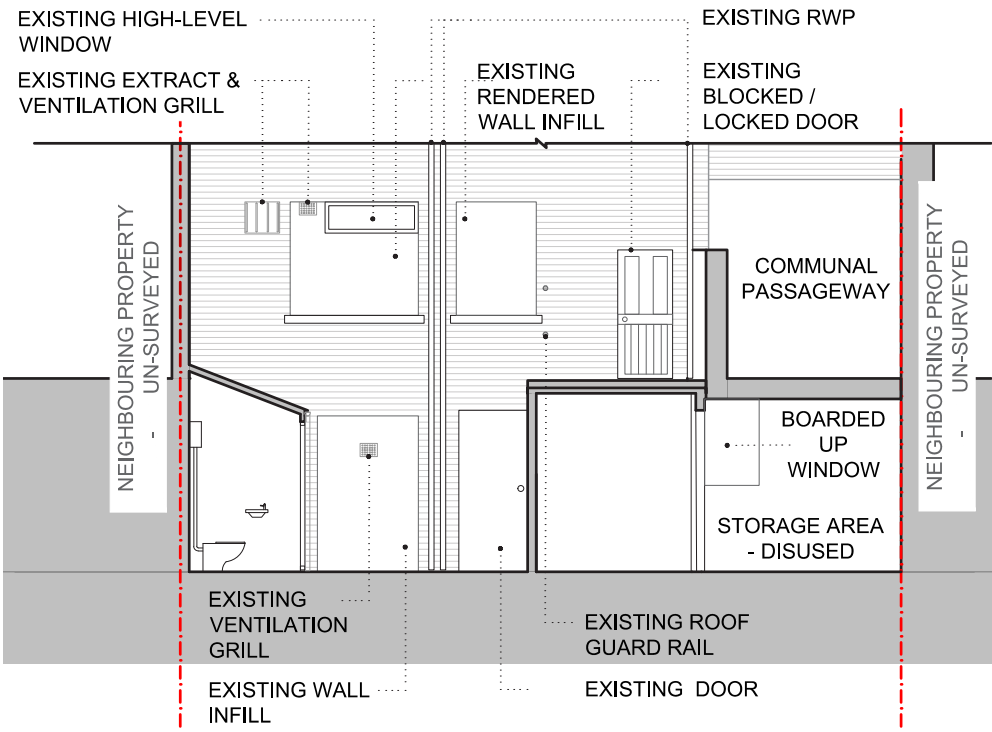 EXISTING HIGH-LEVEL
WINDOW
EXISTING EXTRACT &
VENTILATION GRILL
EXISTING
RENDERED
WALL INFILL
EXISTING RWP
EXISTING
BLOCKED /
LOCKED DOOR
NEIGHBOURING PROPERTY
UN-SURVEYED
-
COMMUNAL
PASSAGEWAY
NEIGHBOURING PROPERTY
UN-SURVEYED
-
BOARDED
UP
WINDOW
STORAGE AREA
- DISUSED
EXISTING
VENTILATION
GRILL
EXISTING ROOF
GUARD RAIL
EXISTING WALL
INFILL
EXISTING DOOR